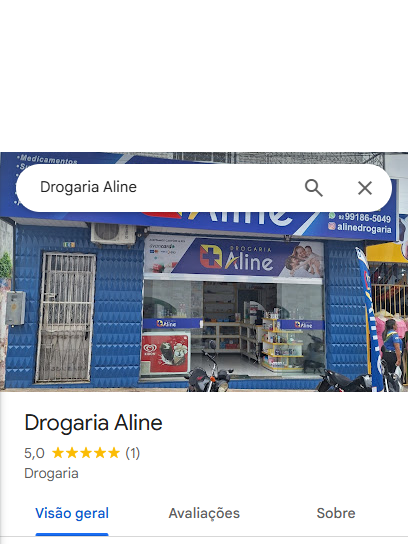 •Medicamentos
Drogaria Aline
Aline
99186-5049
alinedrogaria
DROGARIA
Aline
Aline
Aline
Drogaria Aline
5,0 ★★★★★ (1)
Drogaria
Visão geral
Avaliações
Sobre